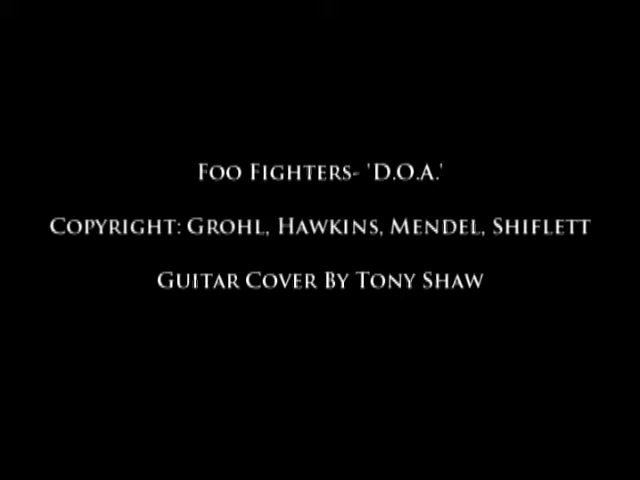 Foo Fighters- 'D.O.A.'
Copyright: Grohl, Hawkins, Mendel, Shiflett
Guitar Cover By Tony Shaw